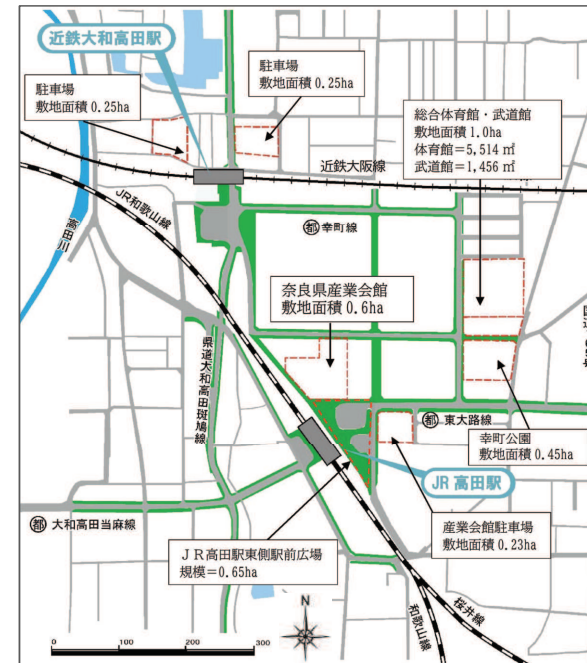 近鉄大和高田駅
駐車場
敷地面積 0.25ha
駐車場
敷地面積 0.25ha
総合体育館・武道館
敷地面積 1.0ha
体育館=5,514 ㎡
武道館=1,456 ㎡
近鉄大阪線
高田川
JR和歌山線
都 幸町線
奈良県産業会館
敷地面積 0.6ha
県道大和高田斑鳩線
都 東大路線
幸町公園
敷地面積 0.45ha
JR 高田駅
都 大和高田当麻線
JR高田駅東側駅前広場
規模=0.65ha
産業会館駐車場
敷地面積 0.23ha
和歌山線
桜井線
N
0 100 200 300